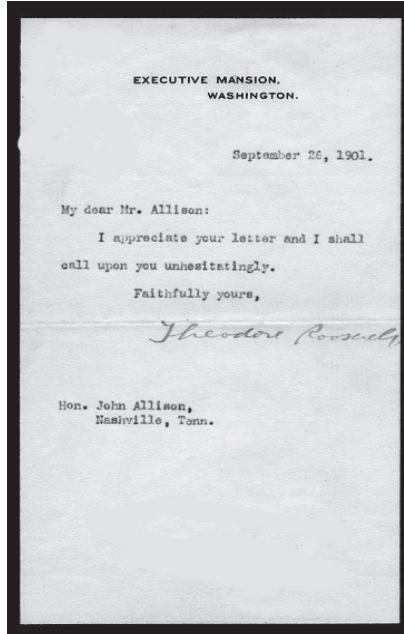 EXECUTIVE MANSION,
WASHINGTON.
September 26, 1901.
My dear Mr. Allison:
I appreciate your letter and I shall
call upon you unhesitatingly.
Faithfully yours,
Theodore Roosevelt
Hon. John Allison,
Nashville, Tenn.